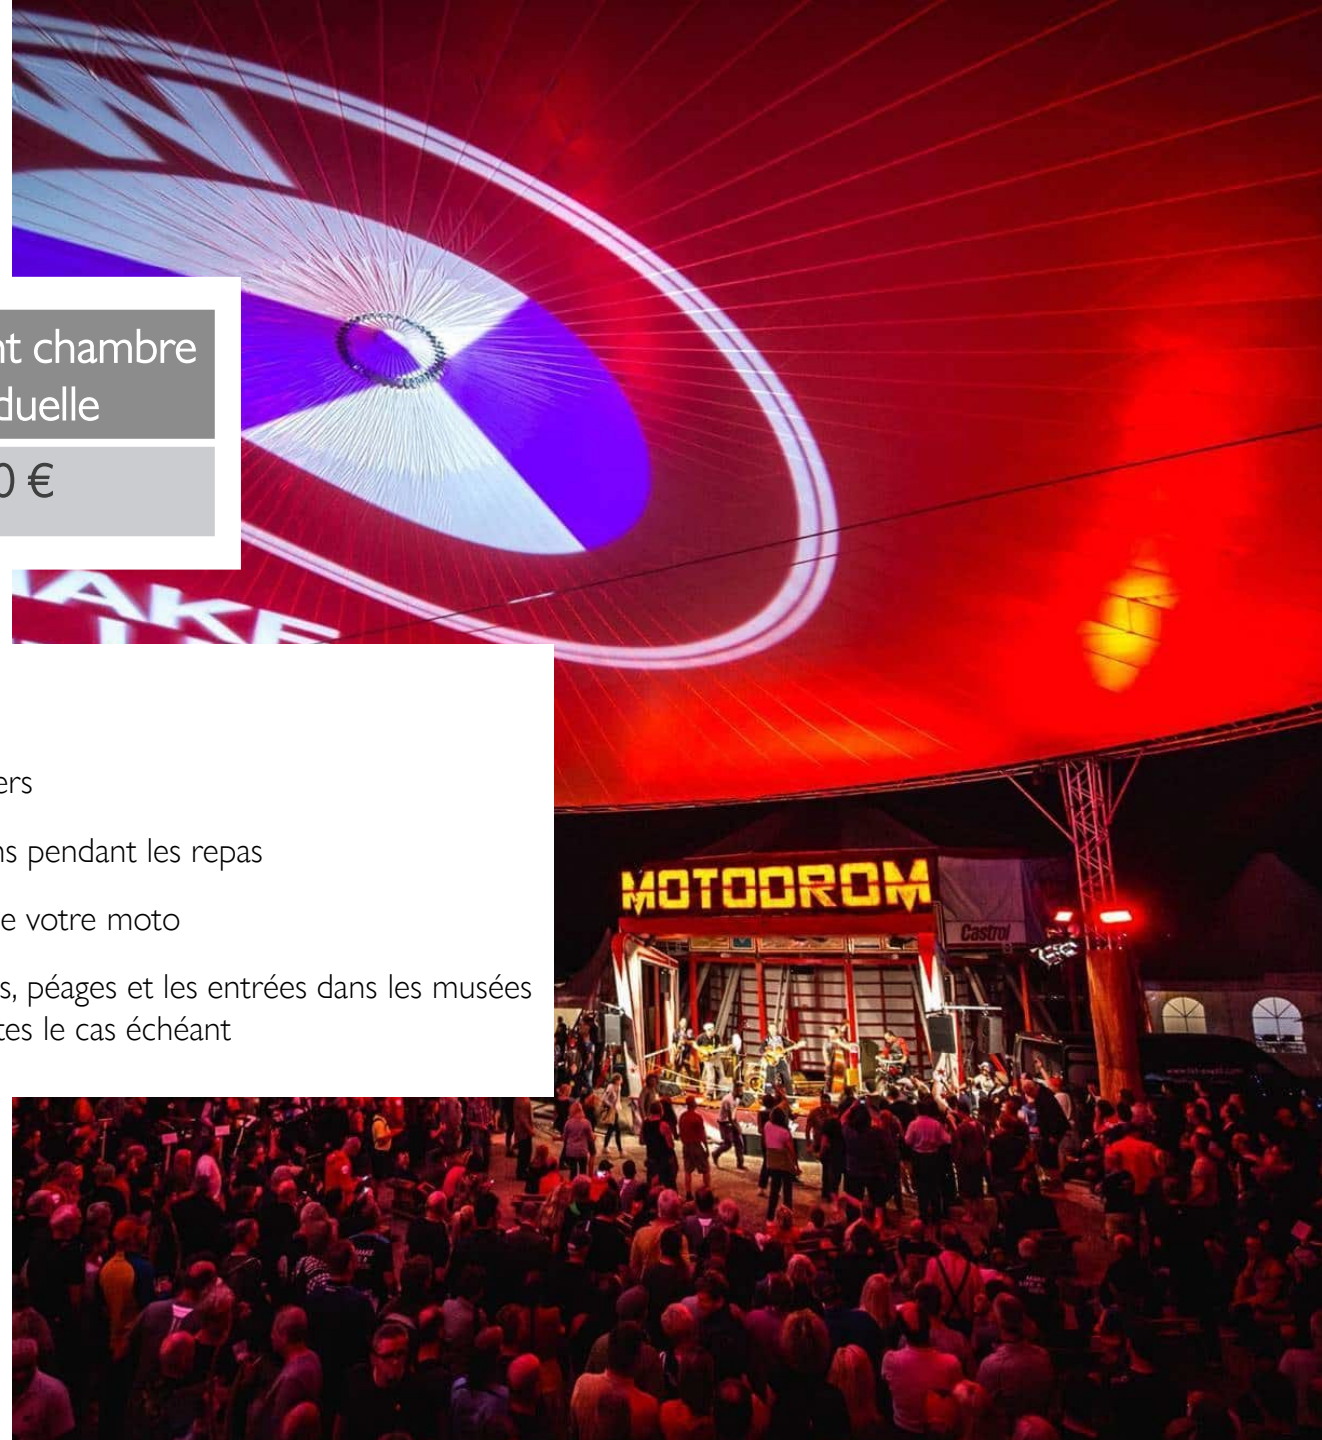 W
nt chambre
duelle
0 €
MAKE
ers
ns pendant les repas
e votre moto
s, péages et les entrées dans les musées
tes le cas échéant
MOTODROM
Castrol